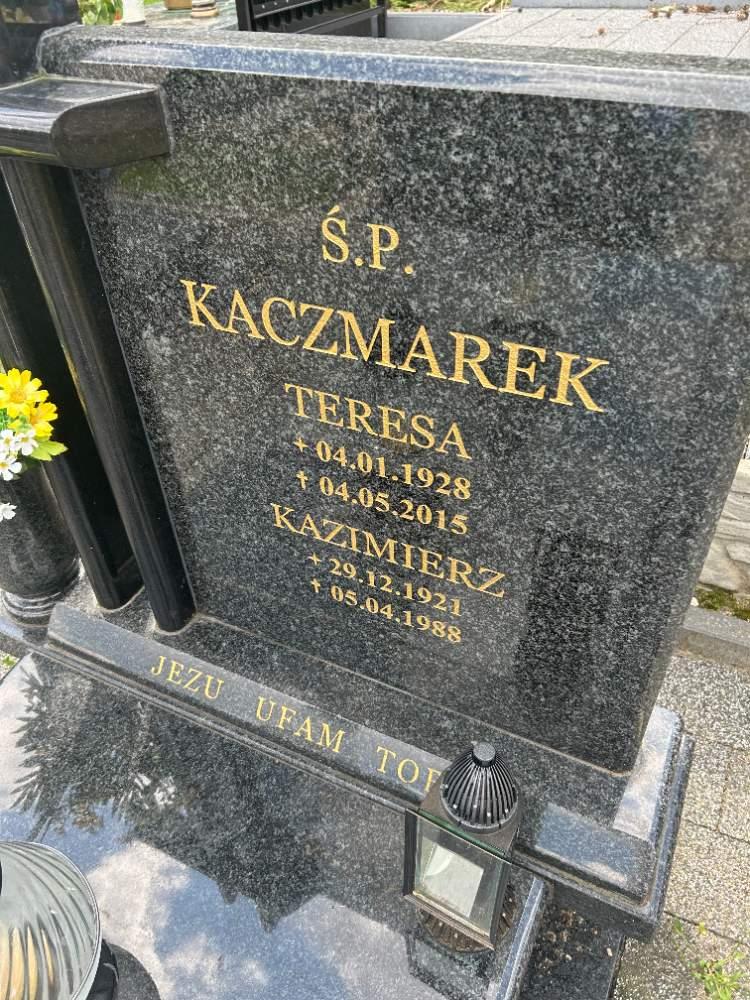 Ś.P.
KACZMAREK
TERESA
+ 04.01.1928
† 04.05.2015
KAZIMIERZ
+ 29.12.1921
† 05.04.1988
JEZU UFAM